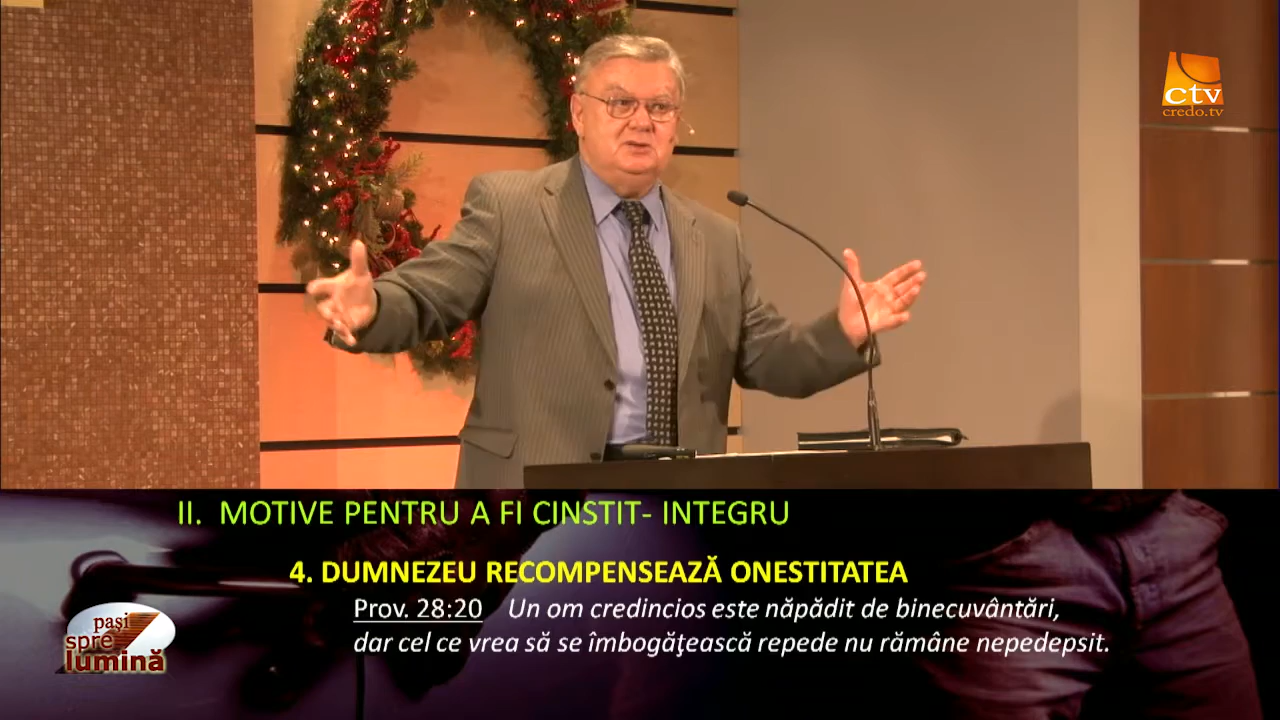 ctv
credo.tv
II. MOTIVE PENTRU A FI CINSTIT- INTEGRU
4. DUMNEZEU RECOMPENSEAZĂ ONESTITATEA
Prov. 28:20 Un om credincios este năpădit de binecuvântări,
dar cel ce vrea să se îmbogăţească repede nu rămâne nepedepsit.
paşi
spre
lumină